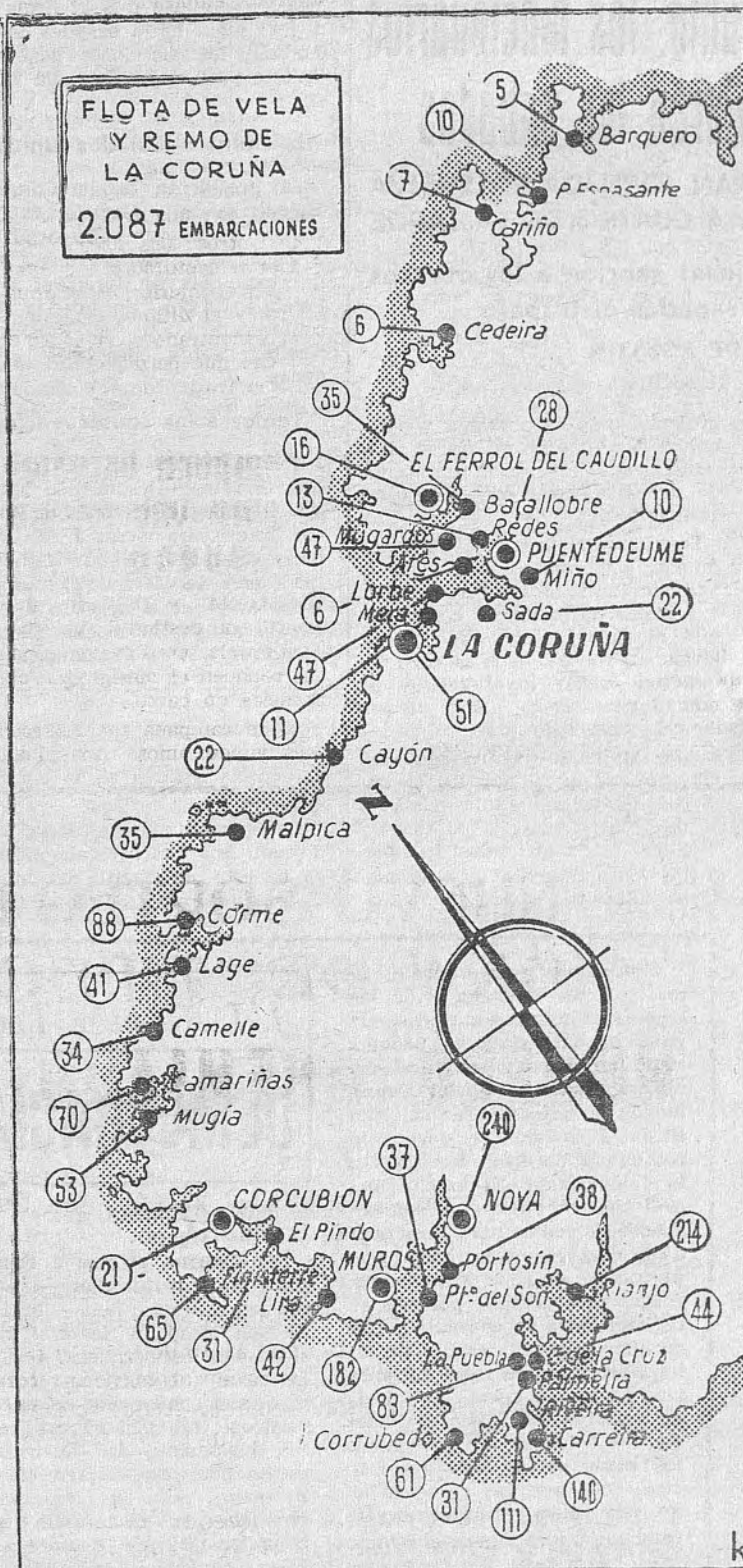 FLOTA DE VELA
Y REMO DE
LA CORUÑA
2.087 EMBARCACIONES
5
Barquero
10
P. Espasante
7
Cariño
6
Cedeira
35
28
16
EL FERROL DEL CAUDILLO
13
Barallobre
Redes
10
47
Mugardos
PUENTEDEUME
Ares
Miño
6
Lorbe
Mera
Sada
22
47
LA CORUÑA
11
51
22
Cayón
N
35
Malpica
88
Corme
41
Lage
34
Camelle
70
Camariñas
Mugía
53
37
240
CORCUBION
NOYA
38
El Pindo
214
21
MUROS
Portosín
Finisterre
Lira
Pto. del Son
Rianjo
65
31
42
182
44
La Puebla
Cruz
83
Palmeira
Corrubedo
61
31
111
Carreira
140